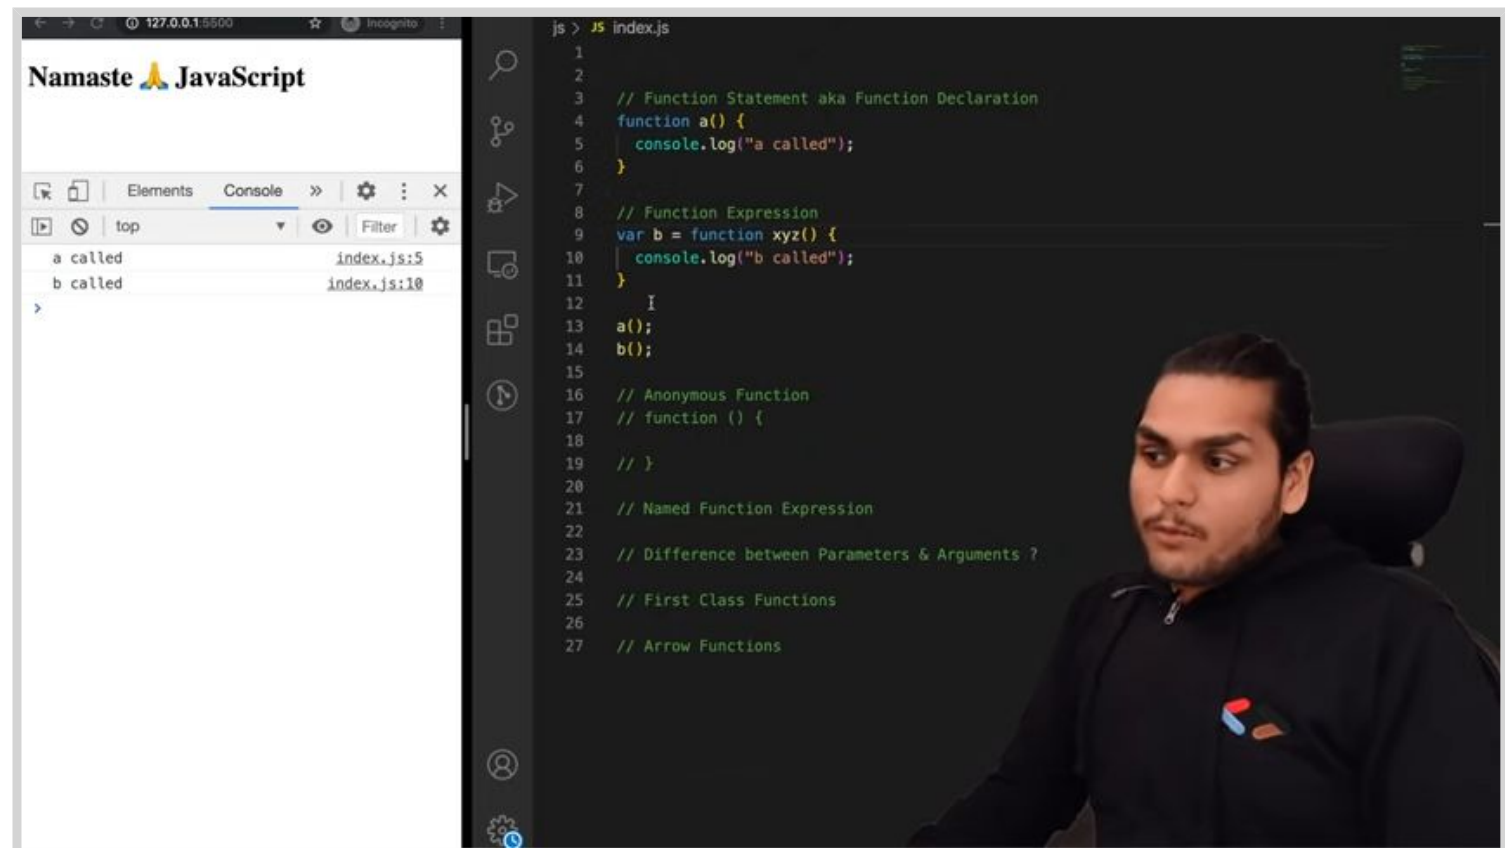 127.0.0.1:5500 Incognito
Namaste 🙏 JavaScript
Elements Console »
top Filter
a called index.js:5
b called index.js:10
>
js > JS index.js
1
2
3 // Function Statement aka Function Declaration
4 function a() {
5 console.log("a called");
6 }
7
8 // Function Expression
9 var b = function xyz() {
10 console.log("b called");
11 }
12
13 a();
14 b();
15
16 // Anonymous Function
17 // function () {
18
19 // }
20
21 // Named Function Expression
22
23 // Difference between Parameters & Arguments ?
24
25 // First Class Functions
26
27 // Arrow Functions